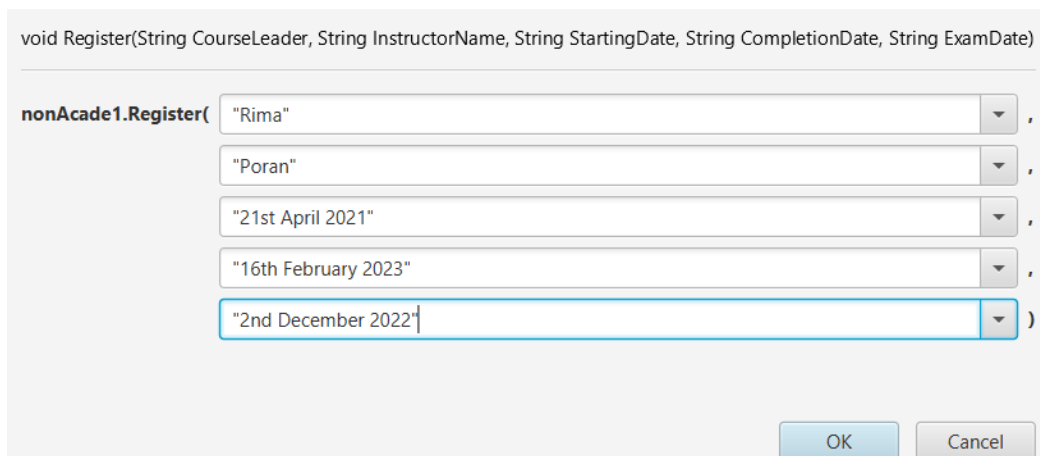 void Register(String CourseLeader, String InstructorName, String StartingDate, String CompletionDate, String ExamDate)
nonAcade1.Register( "Rima" ,
"Poran" ,
"21st April 2021" ,
"16th February 2023" ,
"2nd December 2022" )
OK Cancel